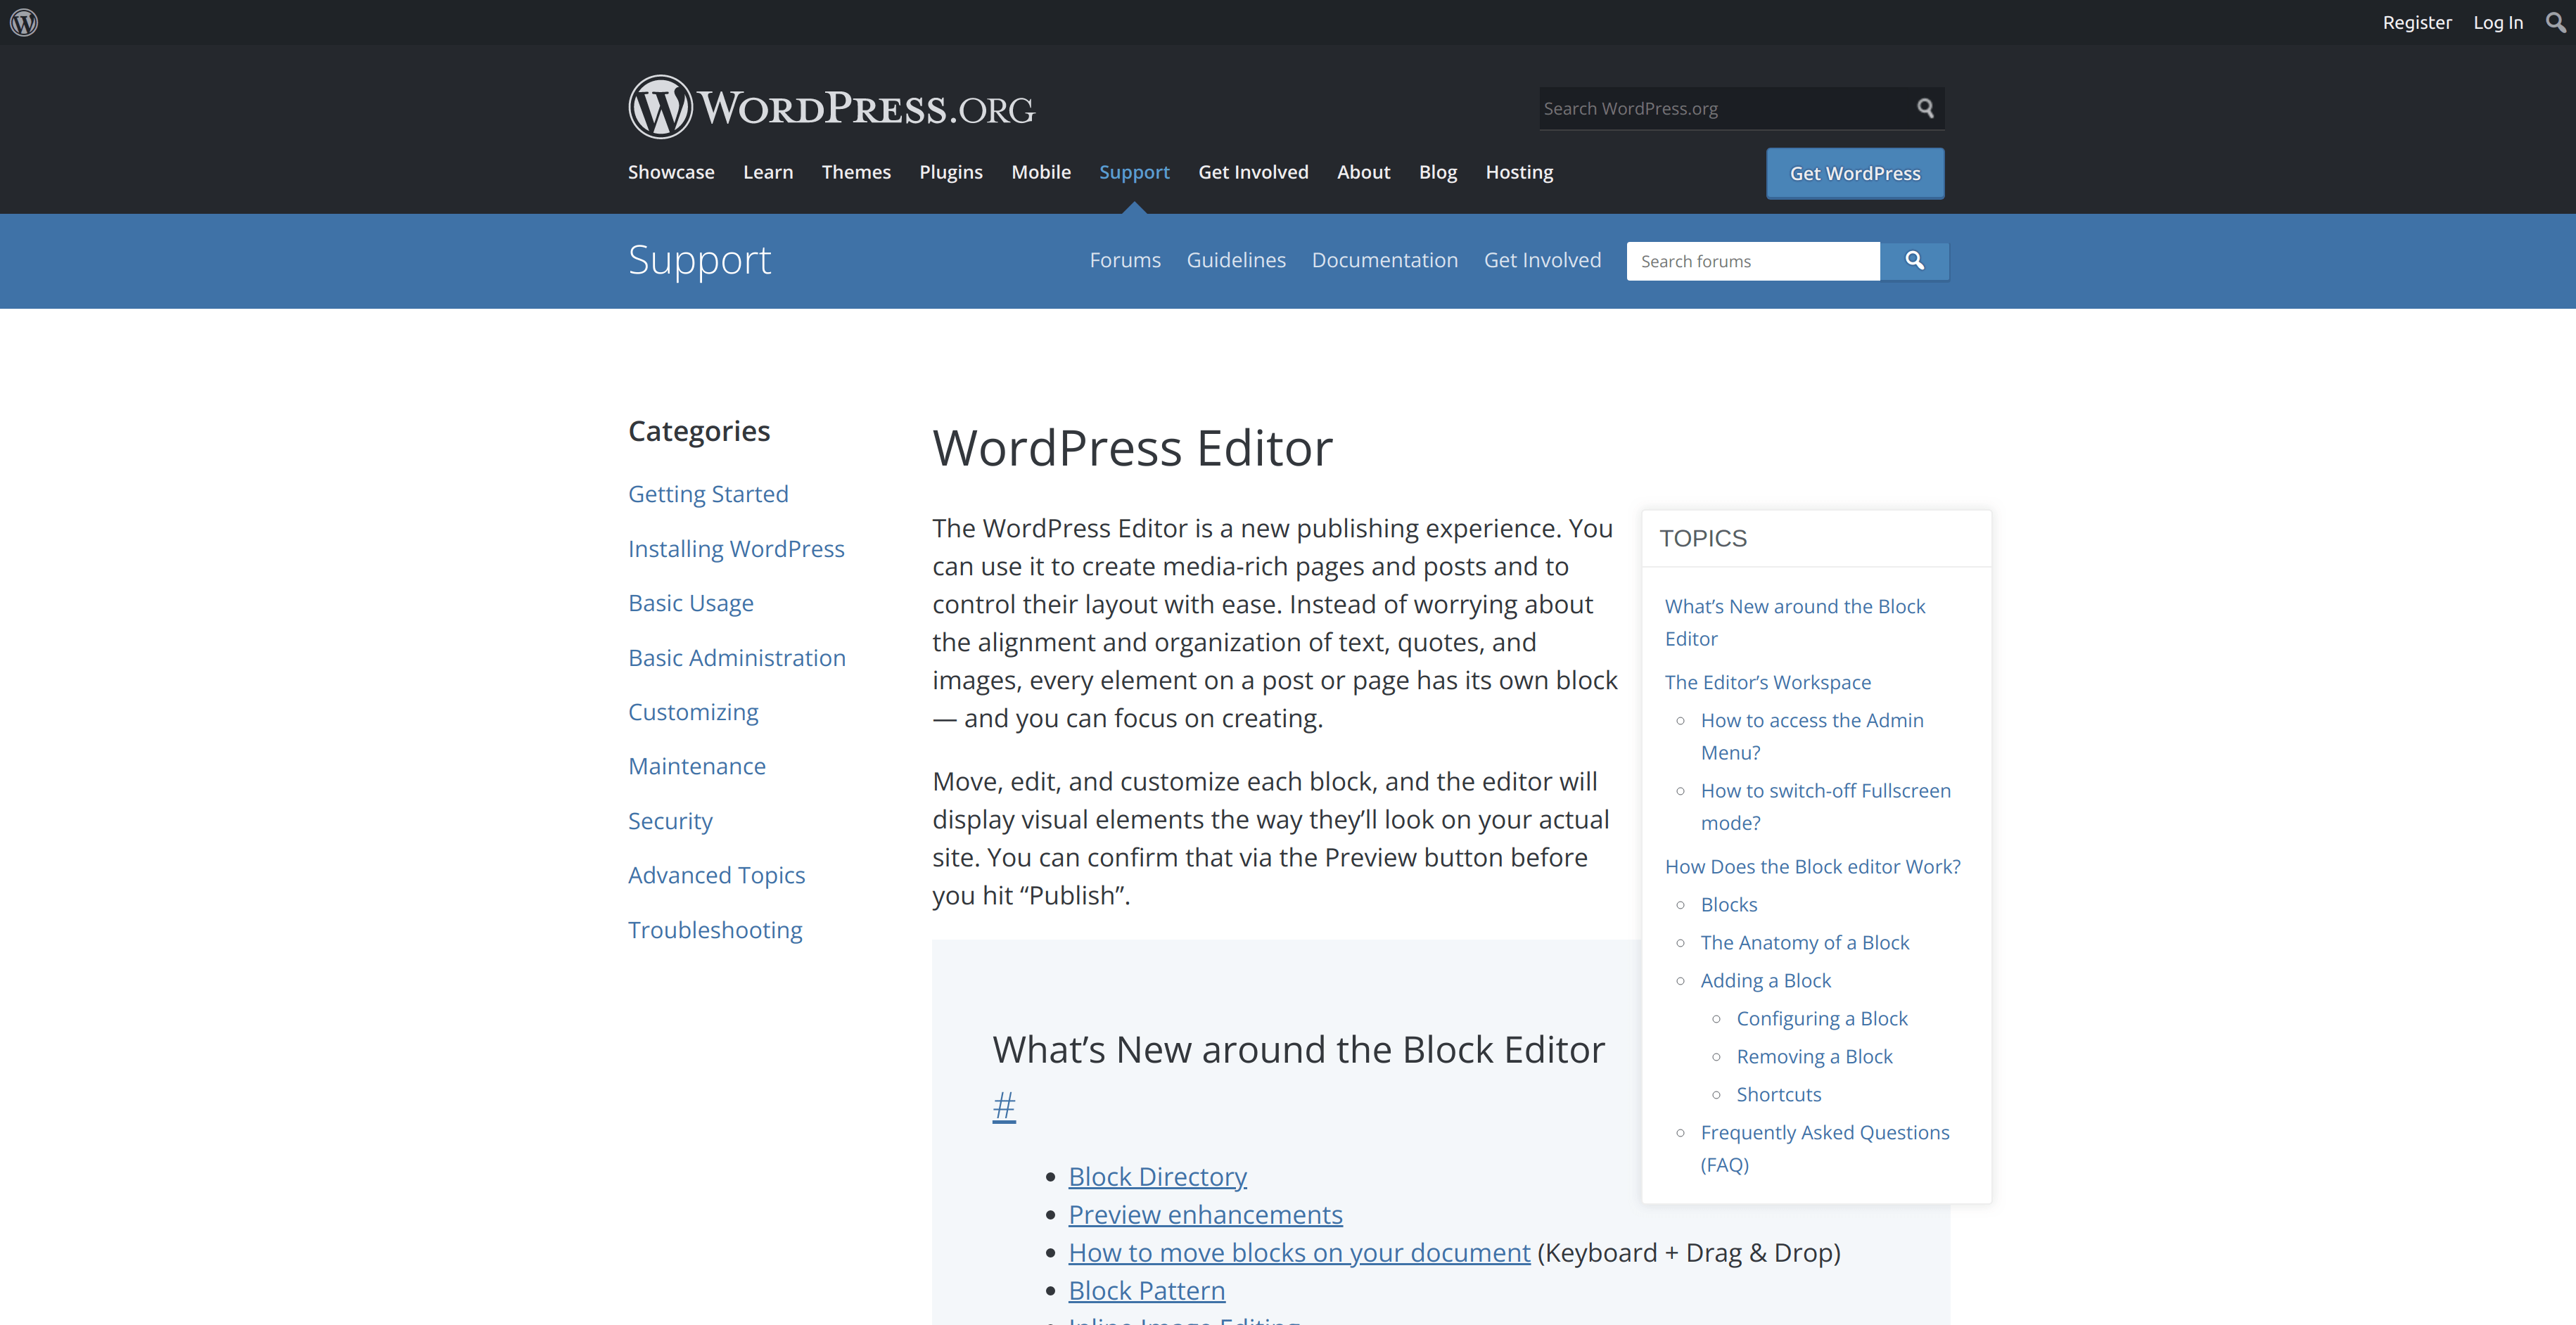 Register Log In
WORDPRESS.ORG
Search WordPress.org
Showcase Learn Themes Plugins Mobile Support Get Involved About Blog Hosting
Get WordPress
Support
Forums Guidelines Documentation Get Involved
Search forums
Categories
Getting Started
Installing WordPress
Basic Usage
Basic Administration
Customizing
Maintenance
Security
Advanced Topics
Troubleshooting
WordPress Editor
The WordPress Editor is a new publishing experience. You
can use it to create media-rich pages and posts and to
control their layout with ease. Instead of worrying about
the alignment and organization of text, quotes, and
images, every element on a post or page has its own block
— and you can focus on creating.
Move, edit, and customize each block, and the editor will
display visual elements the way they’ll look on your actual
site. You can confirm that via the Preview button before
you hit “Publish”.
What’s New around the Block Editor
#
Block Directory
Preview enhancements
How to move blocks on your document (Keyboard + Drag & Drop)
Block Pattern
Inline Image Editing
TOPICS
What’s New around the Block
Editor
The Editor’s Workspace
How to access the Admin
Menu?
How to switch-off Fullscreen
mode?
How Does the Block editor Work?
Blocks
The Anatomy of a Block
Adding a Block
Configuring a Block
Removing a Block
Shortcuts
Frequently Asked Questions
(FAQ)